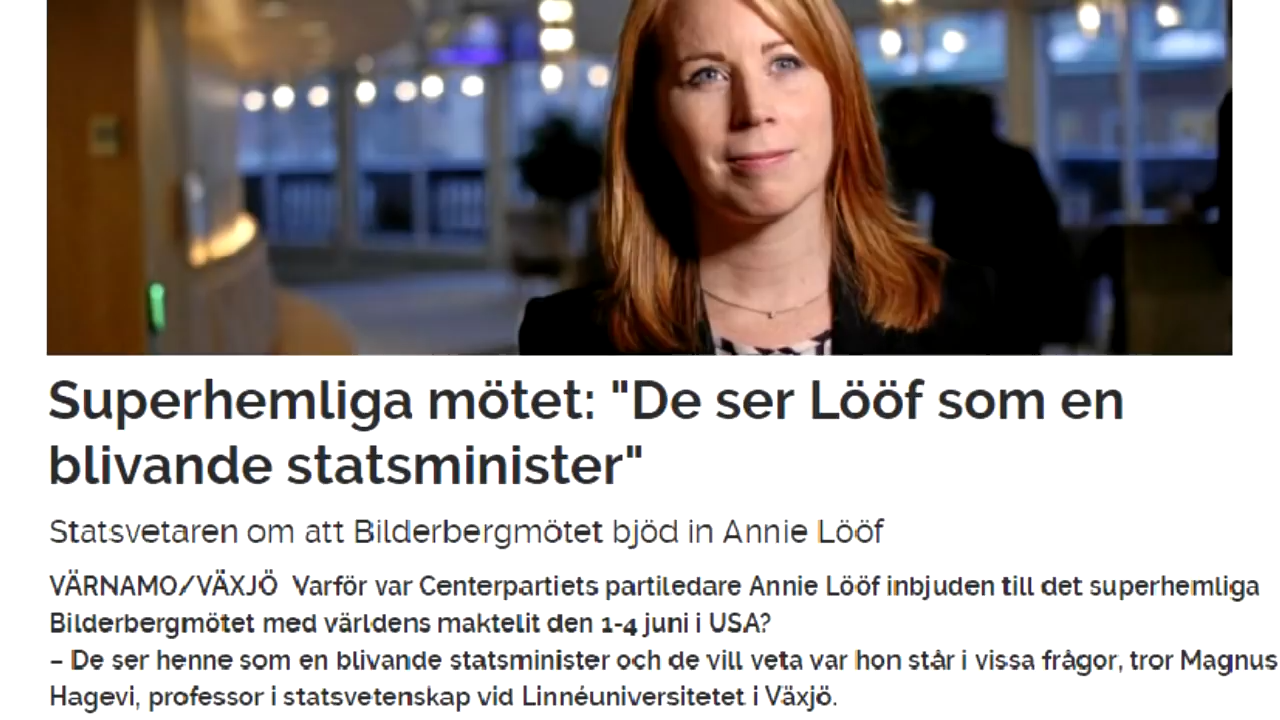 Superhemliga mötet: "De ser Lööf som en
blivande statsminister"
Statsvetaren om att Bilderbergmötet bjöd in Annie Lööf
VÄRNAMO/VÄXJÖ Varför var Centerpartiets partiledare Annie Lööf inbjuden till det superhemliga
Bilderbergmötet med världens maktelit den 1-4 juni i USA?
– De ser henne som en blivande statsminister och de vill veta var hon står i vissa frågor, tror Magnus
Hagevi, professor i statsvetenskap vid Linnéuniversitetet i Växjö.